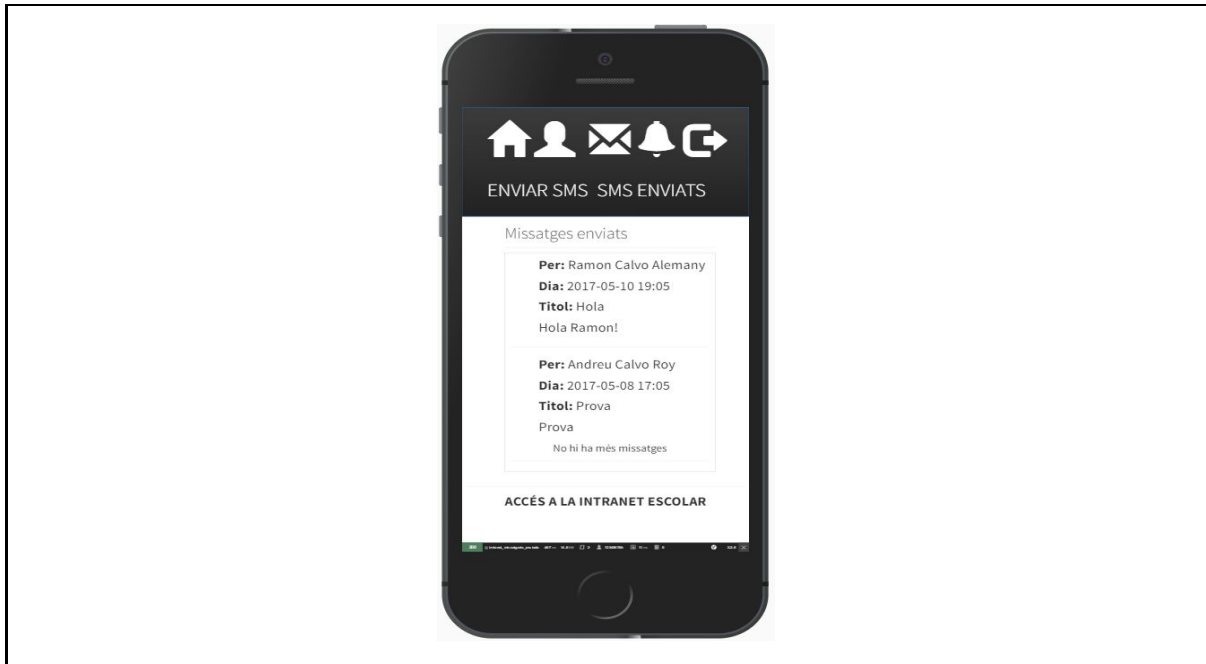 ENVIAR SMS SMS ENVIATS
Missatges enviats
Per: Ramon Calvo Alemany
Dia: 2017-05-10 19:05
Titol: Hola
Hola Ramon!
Per: Andreu Calvo Roy
Dia: 2017-05-08 17:05
Titol: Prova
Prova
No hi ha més missatges
ACCÉS A LA INTRANET ESCOLAR